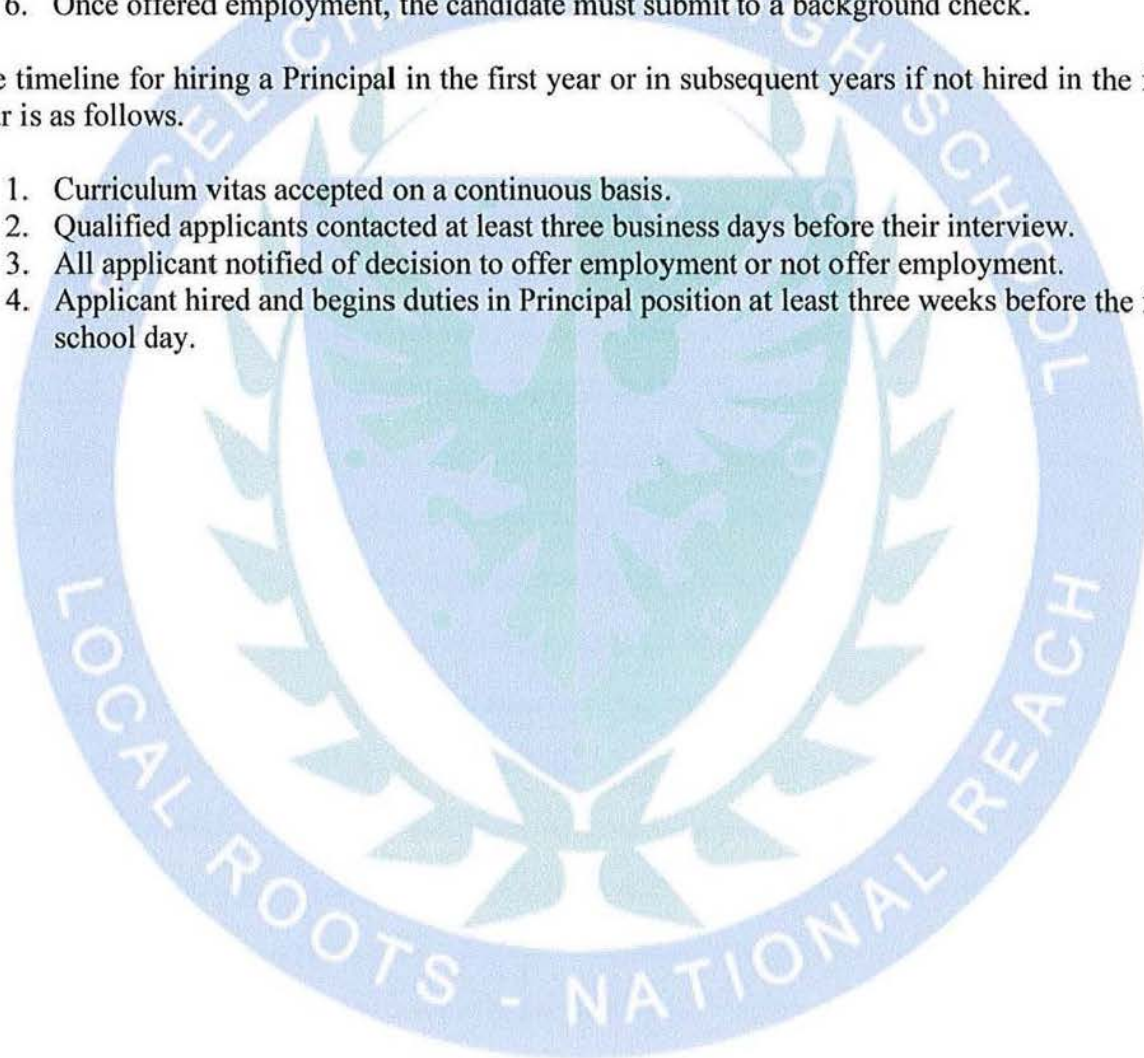 6. Once offered employment, the candidate must submit to a background check.
e timeline for hiring a Principal in the first year or in subsequent years if not hired in the
r is as follows.
1. Curriculum vitas accepted on a continuous basis.
2. Qualified applicants contacted at least three business days before their interview.
3. All applicant notified of decision to offer employment or not offer employment.
4. Applicant hired and begins duties in Principal position at least three weeks before the
school day.
SCHOOL
LOCAL ROOTS - NATIONAL REACH